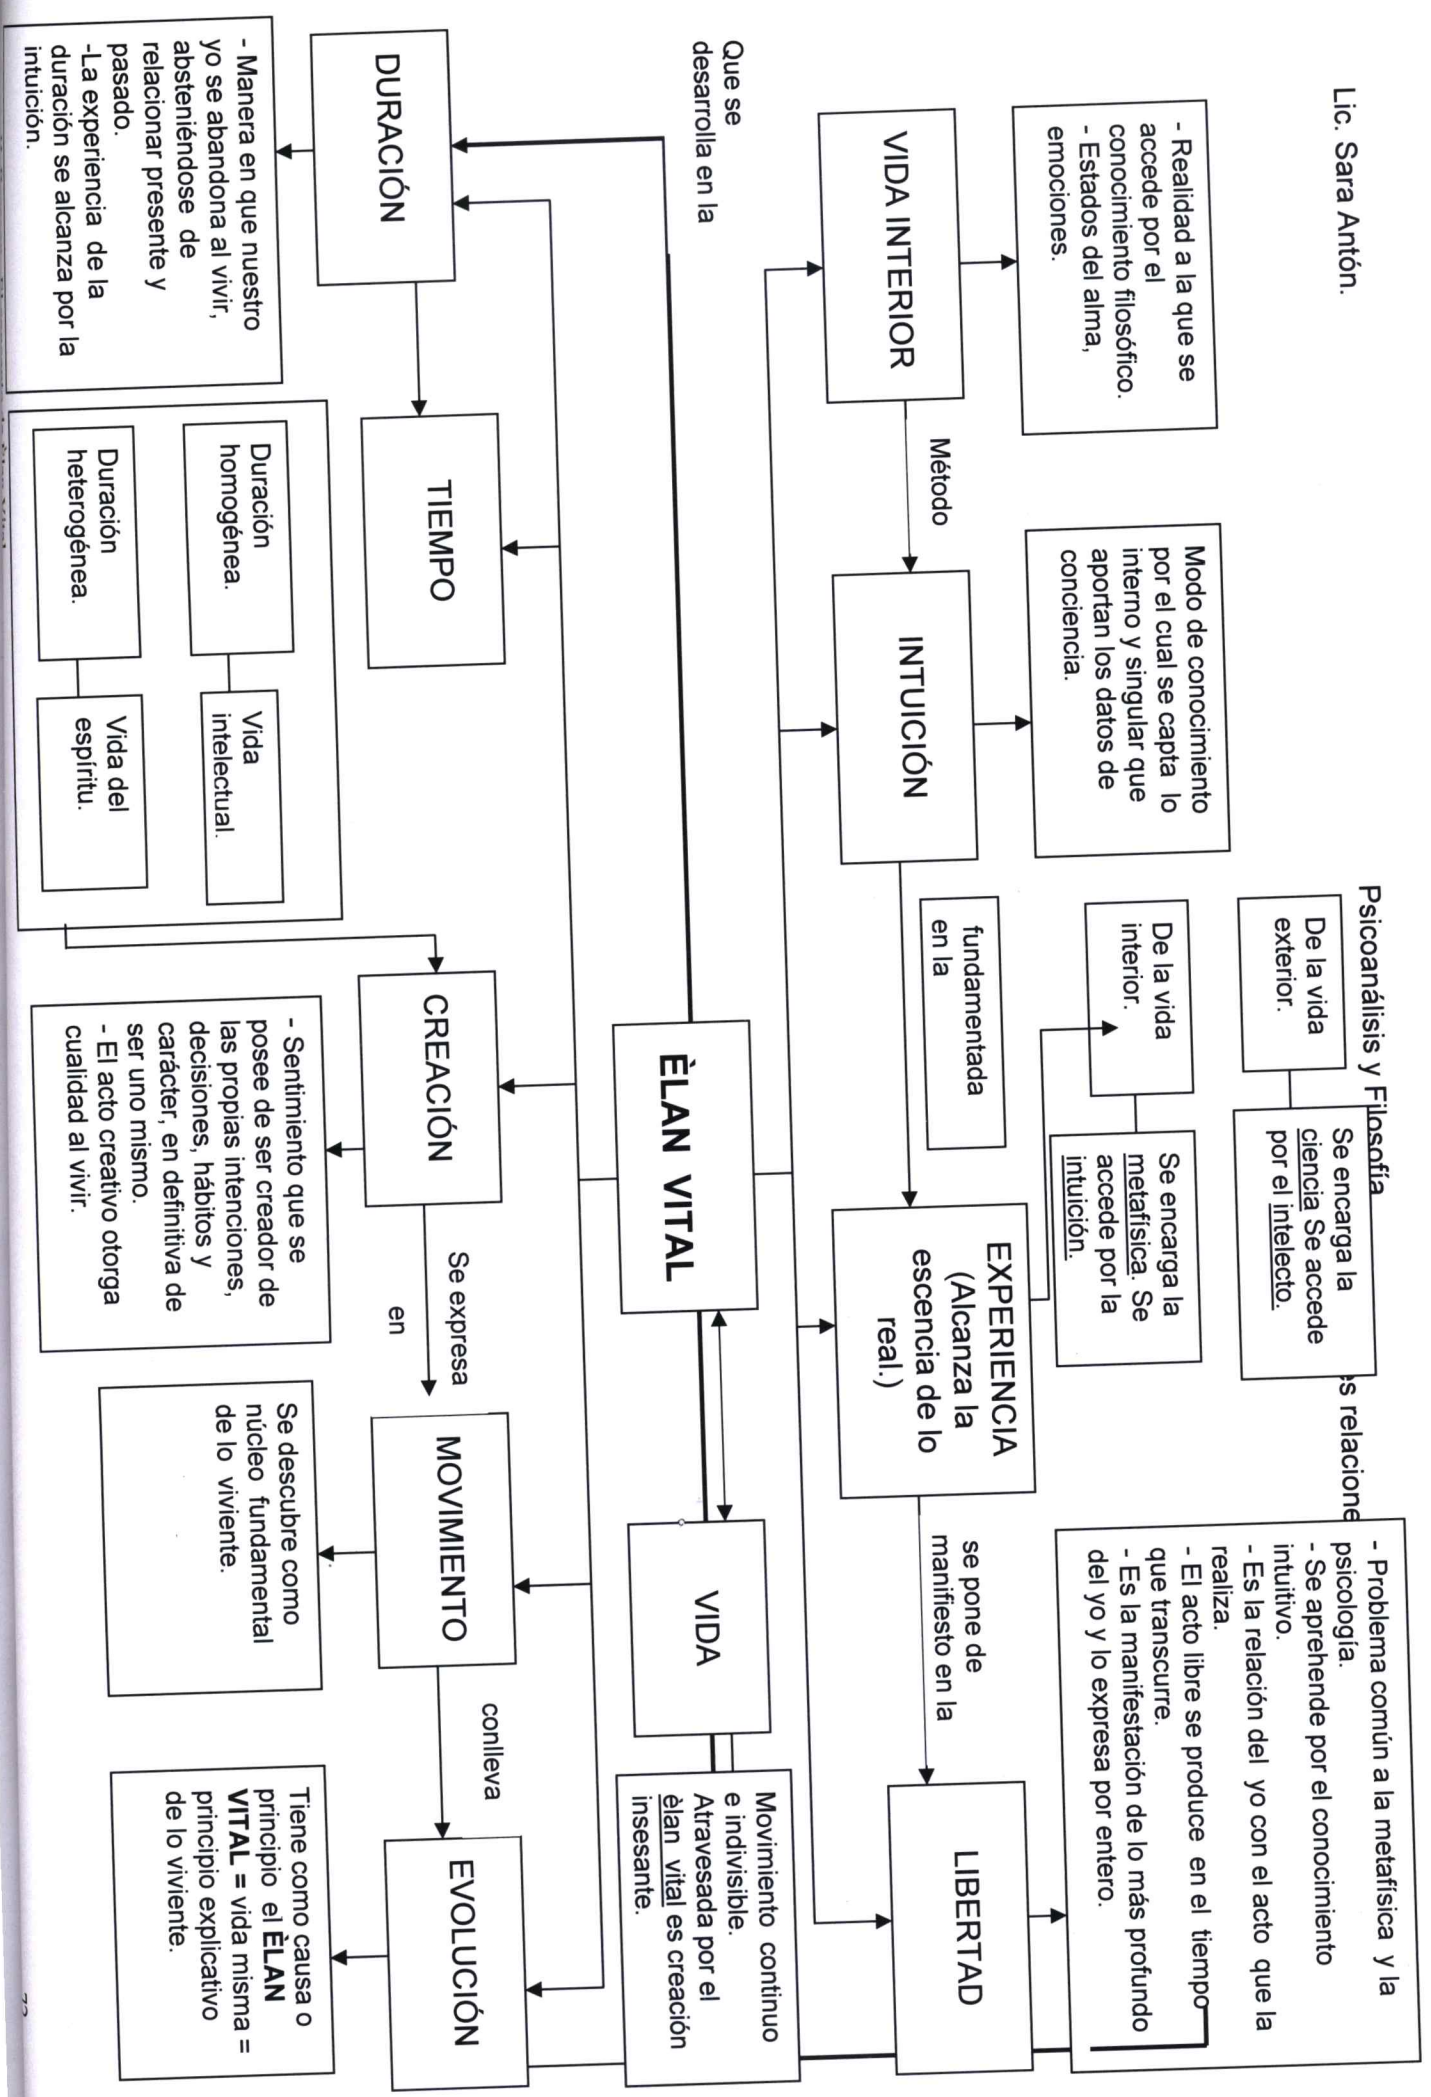 Lic. Sara Antón.
Psicoanálisis y Filosofía
es relacione
- Realidad a la que se
accede por el
conocimiento filosófico.
- Estados del alma,
emociones.
Modo de conocimiento
por el cual se capta lo
interno y singular que
aportan los datos de
conciencia.
De la vida
exterior.
Se encarga la
ciencia Se accede
por el intelecto.
De la vida
interior.
Se encarga la
metafísica. Se
accede por la
intuición.
- Problema común a la metafísica y la
psicología.
- Se aprehende por el conocimiento
intuitivo.
- Es la relación del yo con el acto que la
realiza.
- El acto libre se produce en el tiempo
que transcurre.
- Es la manifestación de lo más profundo
del yo y lo expresa por entero.
VIDA INTERIOR
Método
INTUICIÓN
fundamentada
en la
EXPERIENCIA
(Alcanza la
escencia de lo
real.)
se pone de
manifiesto en la
LIBERTAD
Que se
desarrolla en la
ÈLAN VITAL
VIDA
Movimiento continuo
e indivisible.
Atravesada por el
èlan vital es creación
insesante.
DURACIÓN
TIEMPO
CREACIÓN
Se expresa
en
MOVIMIENTO
conlleva
EVOLUCIÓN
- Manera en que nuestro
yo se abandona al vivir,
absteniéndose de
relacionar presente y
pasado.
-La experiencia de la
duración se alcanza por la
intuición.
Duración
homogénea.
Vida
intelectual.
Duración
heterogénea.
Vida del
espíritu.
- Sentimiento que se
posee de ser creador de
las propias intenciones,
decisiones, hábitos y
carácter, en definitiva de
ser uno mismo.
- El acto creativo otorga
cualidad al vivir.
Se descubre como
núcleo fundamental
de lo viviente.
Tiene como causa o
principio el ÈLAN
VITAL = vida misma =
principio explicativo
de lo viviente.